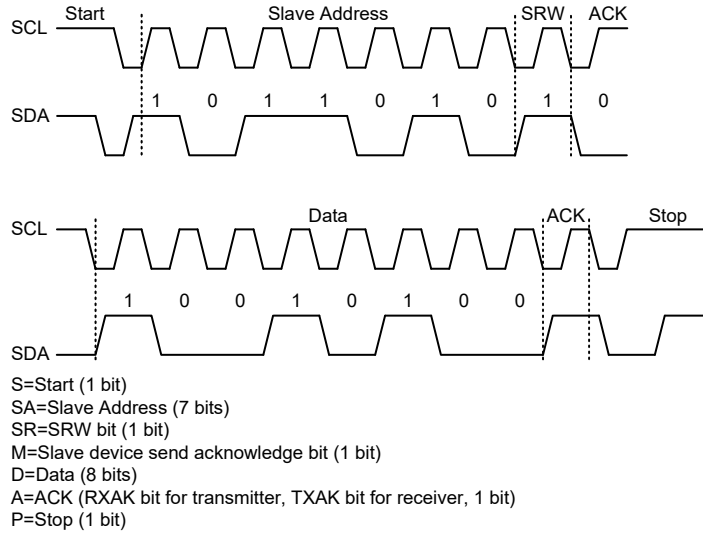 Start Slave Address SRW ACK
SCL
1 0 1 1 0 1 0 1 0
SDA
Data ACK Stop
SCL
1 0 0 1 0 1 0 0
SDA
S=Start (1 bit)
SA=Slave Address (7 bits)
SR=SRW bit (1 bit)
M=Slave device send acknowledge bit (1 bit)
D=Data (8 bits)
A=ACK (RXAK bit for transmitter, TXAK bit for receiver, 1 bit)
P=Stop (1 bit)